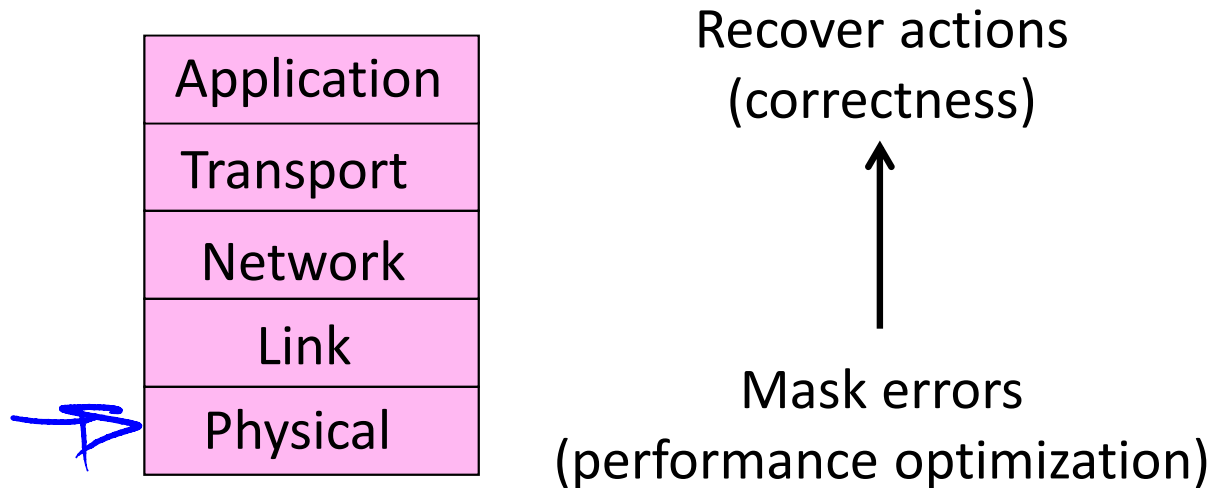 Application
Transport
Network
Link
Physical
Recover actions
(correctness)
Mask errors
(performance optimization)